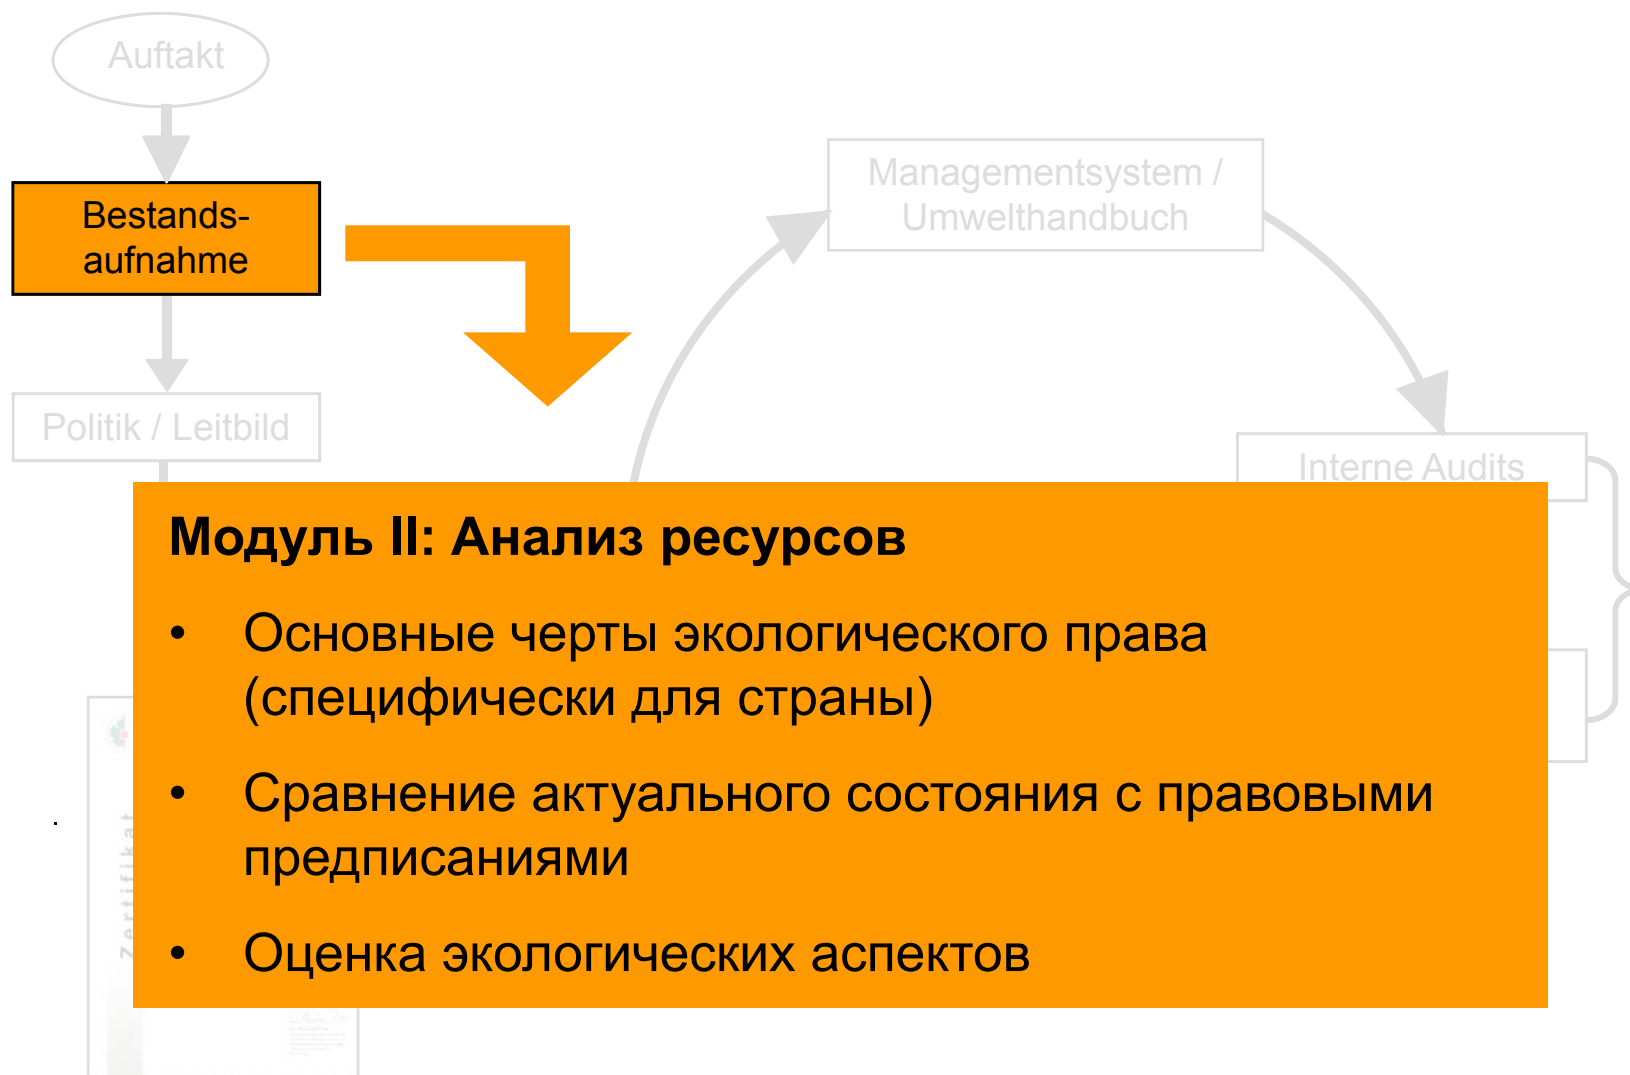 Auftakt
Bestands-
aufnahme
Politik / Leitbild
Managementsystem /
Umwelthandbuch
Interne Audits
Модуль II: Анализ ресурсов
• Основные черты экологического права
(специфически для страны)
• Сравнение актуального состояния с правовыми
предписаниями
• Оценка экологических аспектов
Zertifikat